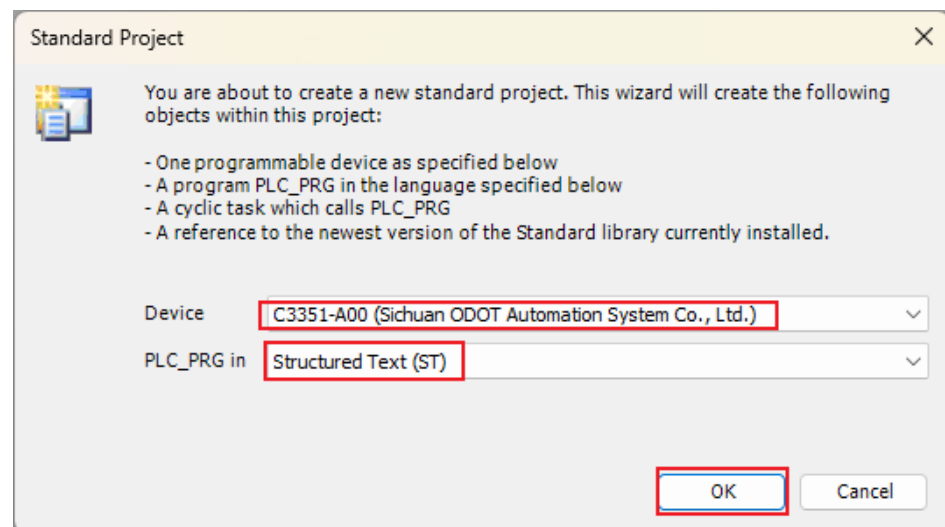 Standard Project
You are about to create a new standard project. This wizard will create the following
objects within this project:
- One programmable device as specified below
- A program PLC_PRG in the language specified below
- A cyclic task which calls PLC_PRG
- A reference to the newest version of the Standard library currently installed.
Device C3351-A00 (Sichuan ODOT Automation System Co., Ltd.)
PLC_PRG in Structured Text (ST)
OK Cancel